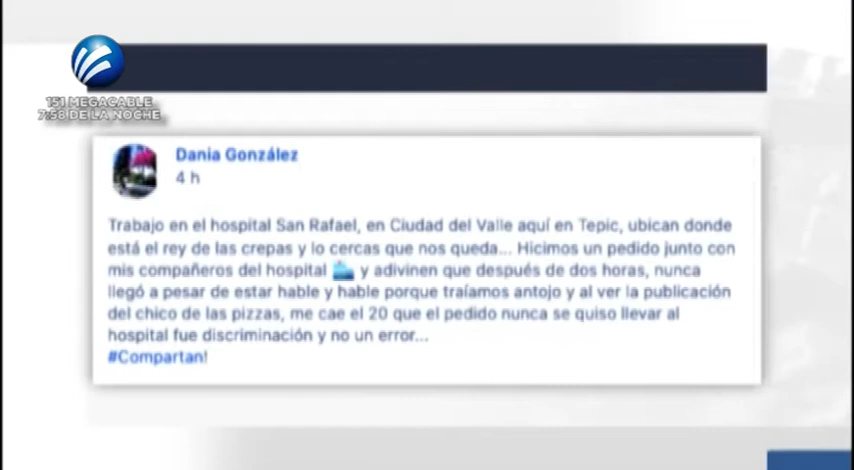 151 MEGACABLE
7:58 DE LA NOCHE
Dania González
4 h
Trabajo en el hospital San Rafael, en Ciudad del Valle aquí en Tepic, ubican donde
está el rey de las crepas y lo cercas que nos queda... Hicimos un pedido junto con
mis compañeros del hospital y adivinen que después de dos horas, nunca
llegó a pesar de estar hable y hable porque traíamos antojo y al ver la publicación
del chico de las pizzas, me cae el 20 que el pedido nunca se quiso llevar al
hospital fue discriminación y no un error...
#Compartan!